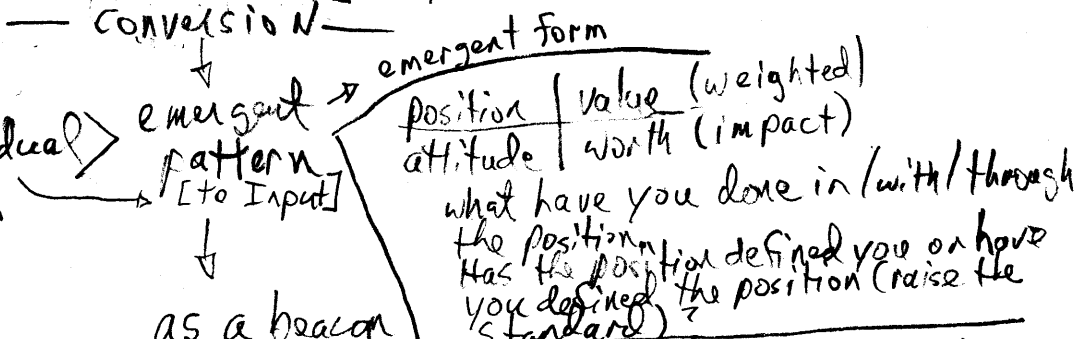 — conversion —
emergent form
emergent
pattern
[to Input]
dual
as a beacon
position | value (weighted)
attitude | worth (impact)
what have you done in/with/through
the position,
Has the position defined you or have
you defined the position (raise the
standard)?